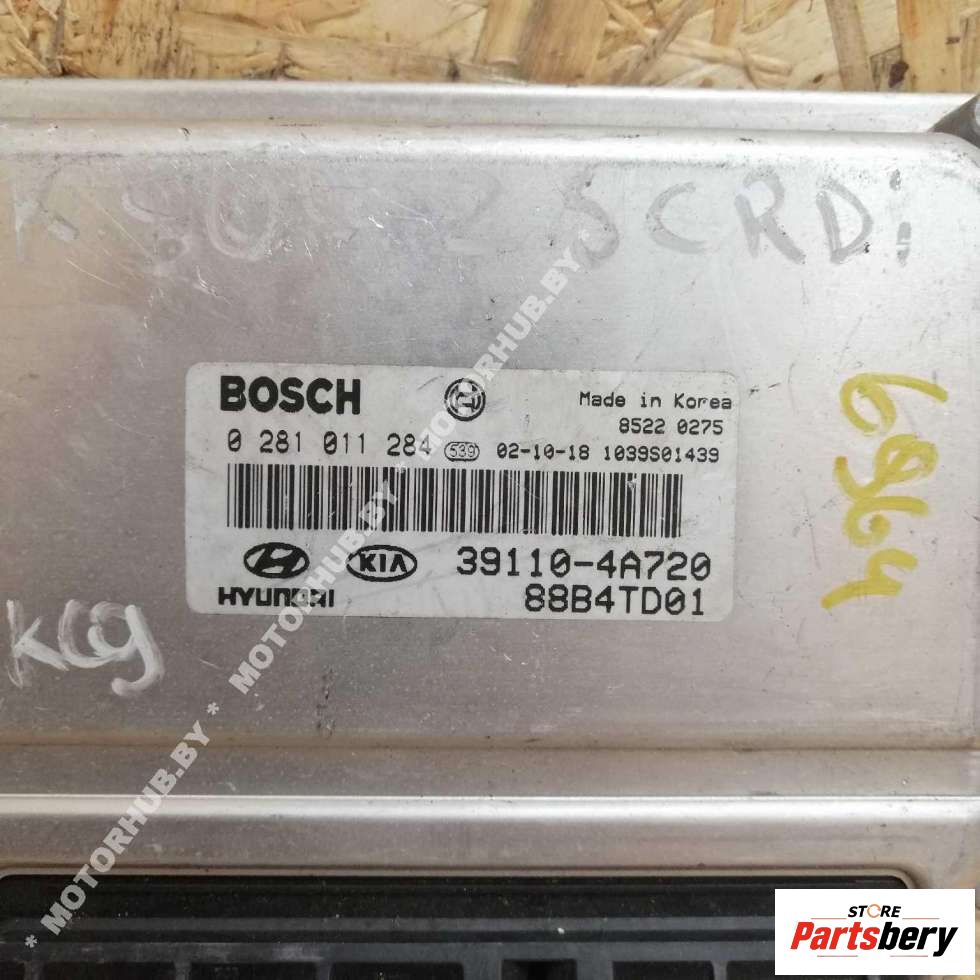 SCRDi
BOSCH
Made in Korea
8522 0275
0 281 011 284 539 02-10-18 1039S01439
HYUNDAI KIA 39110-4A720
88B4TD01
6964
* MOTORHUB.BY * MOTORHUB.BY * MOTORHUB.BY
STORE
Partsbery